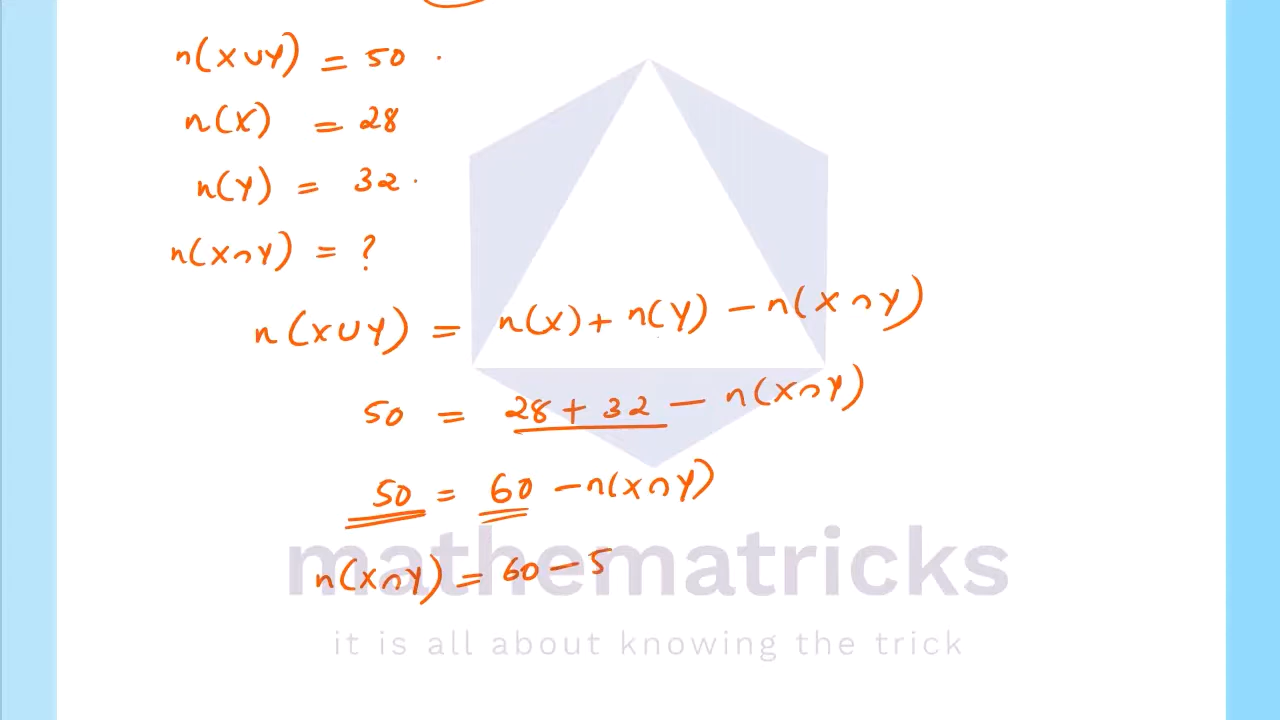 n(X∪Y) = 50
n(X) = 28
n(Y) = 32
n(X∩Y) = ?
n(X∪Y) = n(X) + n(Y) – n(X∩Y)
50 = 28 + 32 – n(X∩Y)
50 = 60 – n(X∩Y)
n(X∩Y) = 60 – 5
mathematricks
it is all about knowing the trick